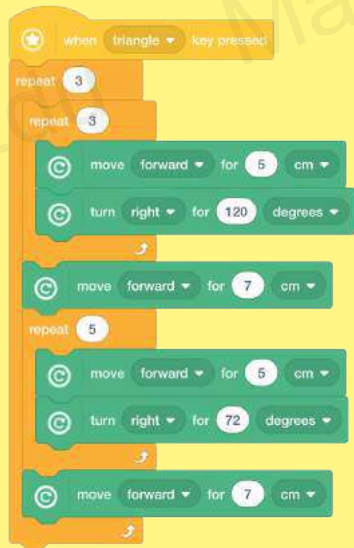 when triangle key pressed
repeat 3
repeat 3
move forward for 5 cm
turn right for 120 degrees
move forward for 7 cm
repeat 5
move forward for 5 cm
turn right for 72 degrees
move forward for 7 cm